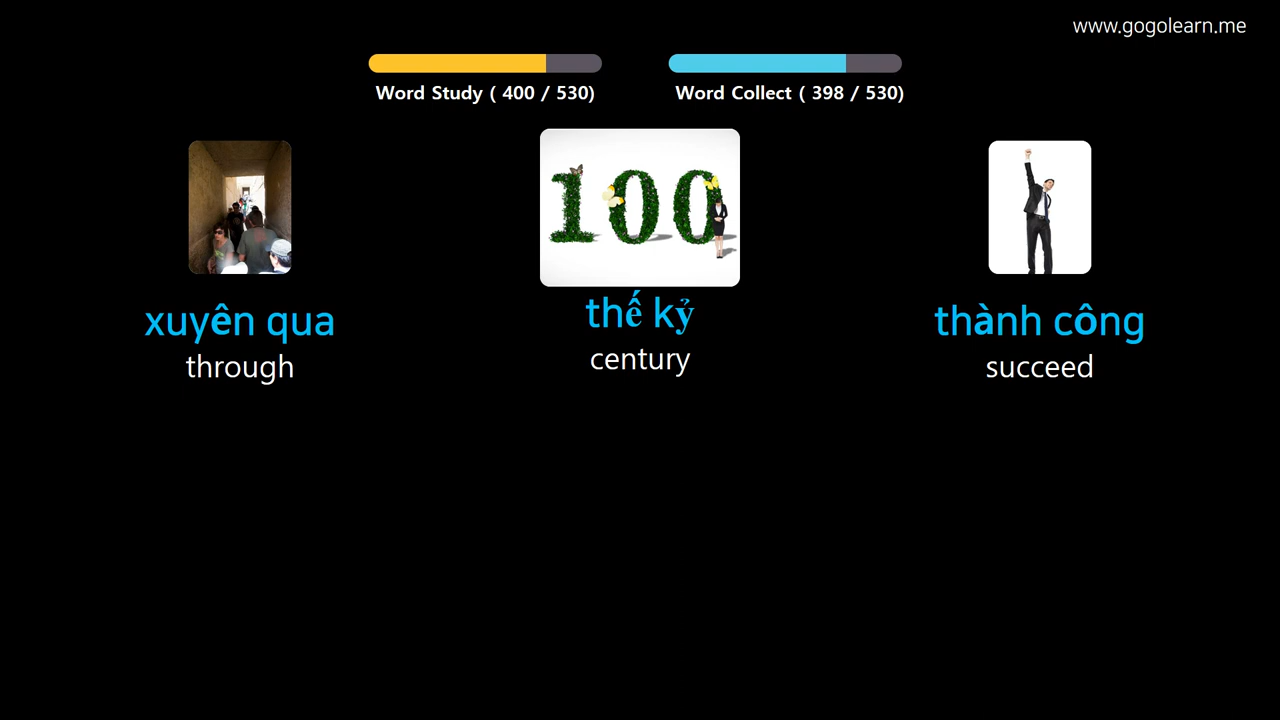 www.gogolearn.me
Word Study ( 400 / 530)
Word Collect ( 398 / 530)
100
xuyên qua
through
thế kỷ
century
thành công
succeed